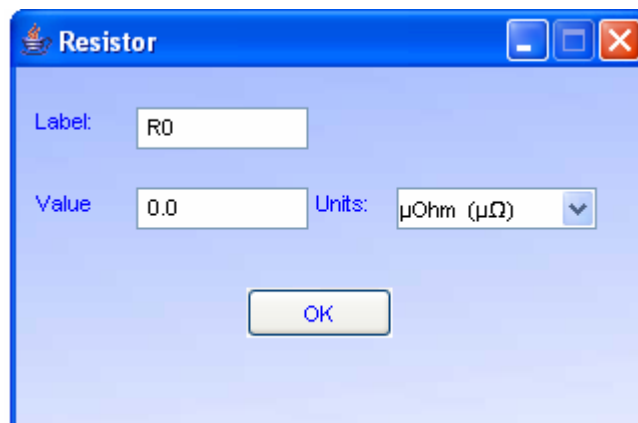 Resistor
Label: R0
Value 0.0 Units: µOhm (µΩ)
OK